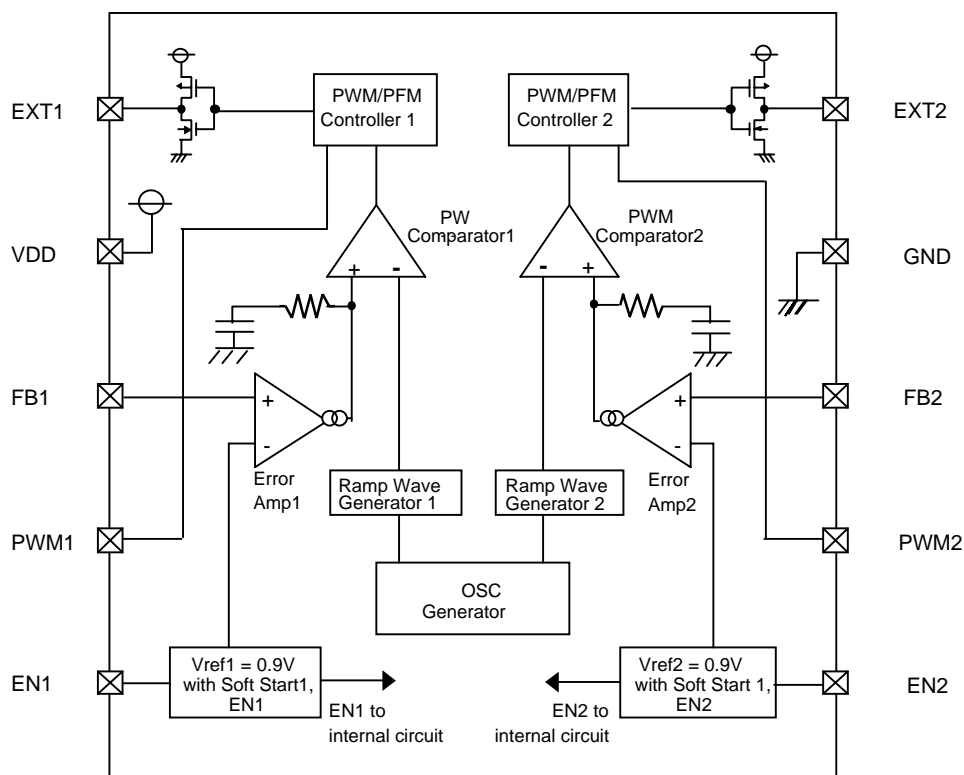 EXT1
PWM/PFM
Controller 1
PWM/PFM
Controller 2
EXT2
VDD
PW
Comparator1
PWM
Comparator2
GND
+ -
- +
FB1
+
-
Error
Amp1
FB2
+
-
Error
Amp2
Ramp Wave
Generator 1
Ramp Wave
Generator 2
PWM1
PWM2
OSC
Generator
EN1
Vref1 = 0.9V
with Soft Start1,
EN1
EN1 to
internal circuit
EN2 to
internal circuit
Vref2 = 0.9V
with Soft Start 1,
EN2
EN2